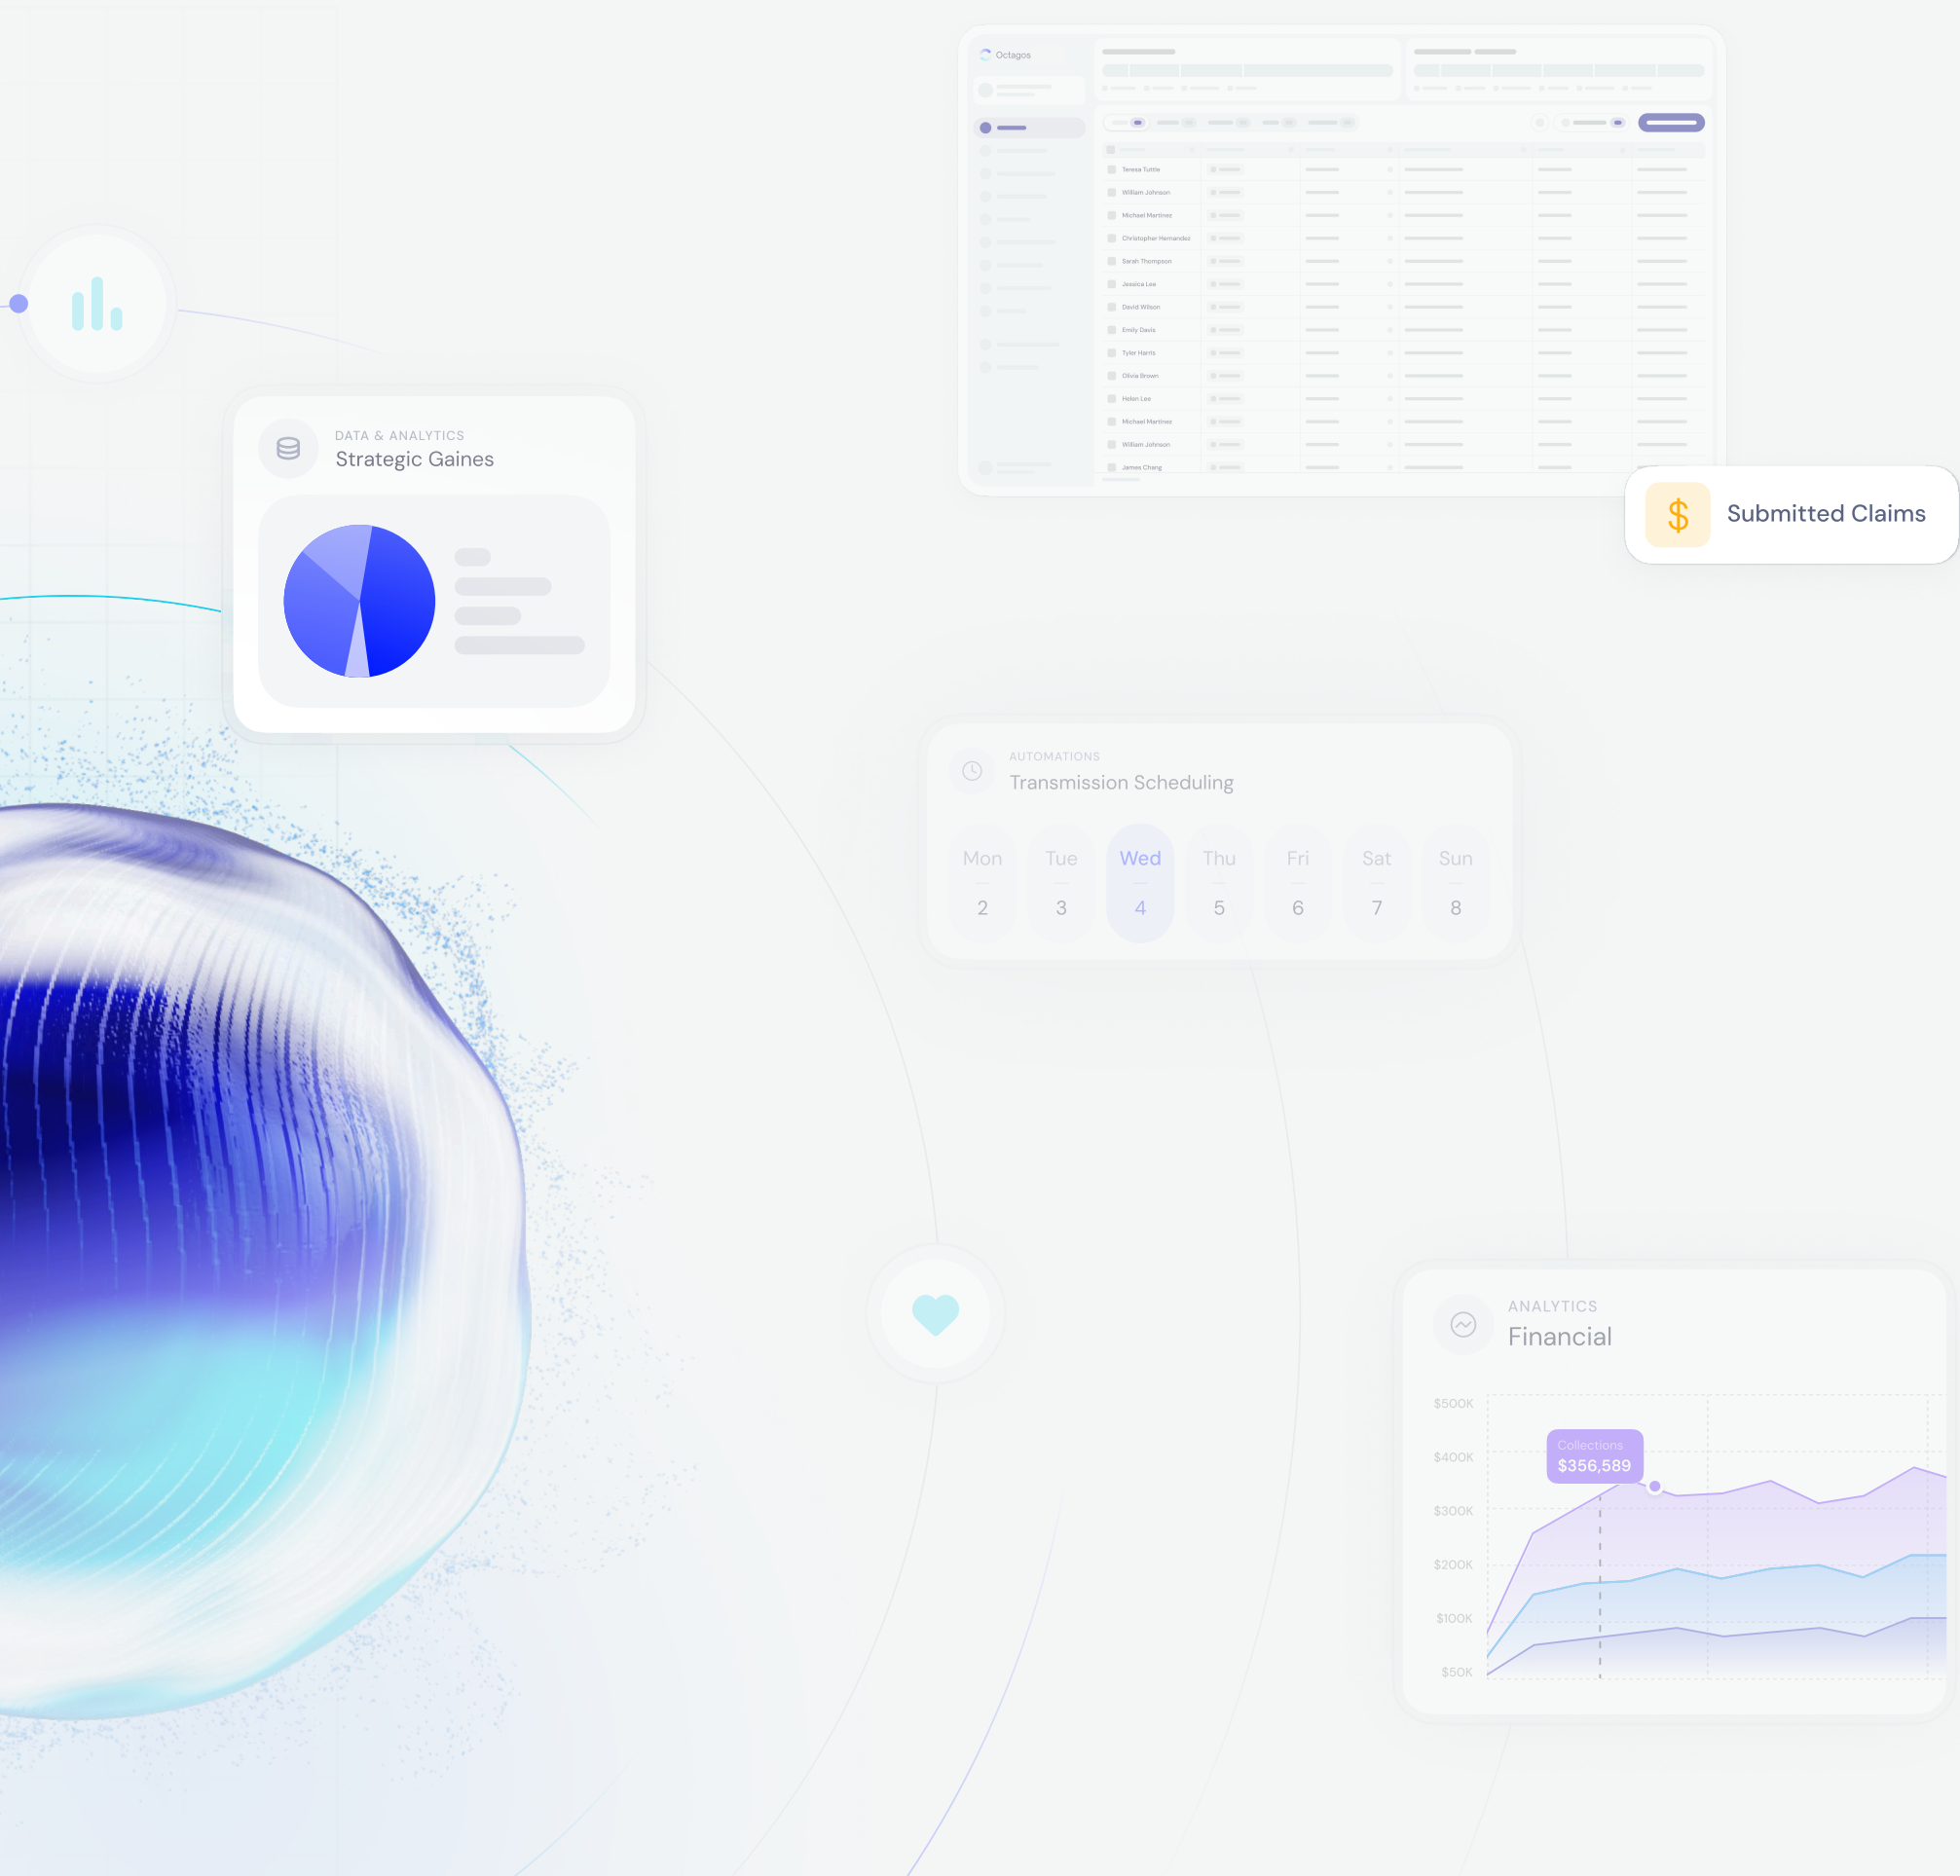 Octagos
Teresa Tuttle
William Johnson
Michael Martinez
Christopher Hernandez
Sarah Thompson
Jessica Lee
David Wilson
Emily Davis
Tyler Harris
Olivia Brown
Helen Lee
Michael Martinez
William Johnson
James Chang
Submitted Claims
DATA & ANALYTICS
Strategic Gaines
AUTOMATIONS
Transmission Scheduling
Mon Tue Wed Thu Fri Sat Sun
2 3 4 5 6 7 8
ANALYTICS
Financial
$500K
Collections
$356,589
$400K
$300K
$200K
$100K
$50K